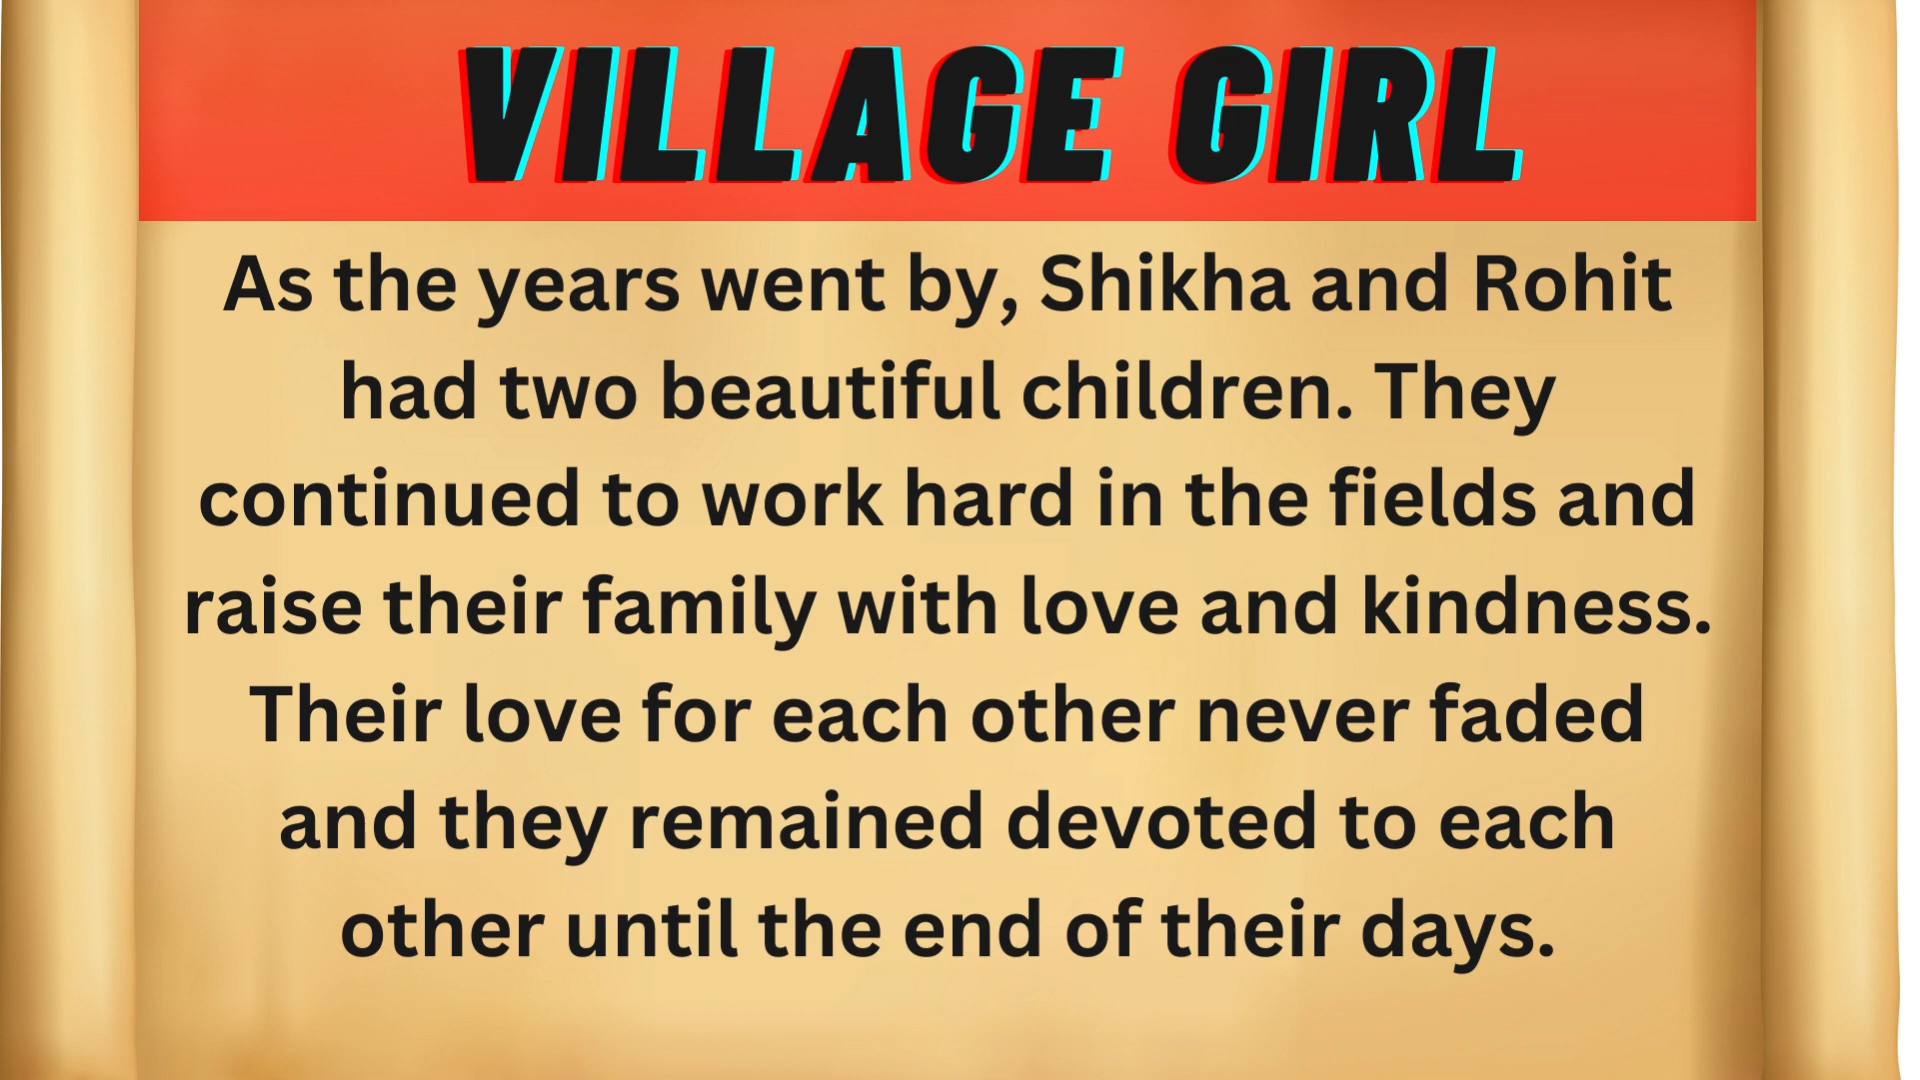 VILLAGE GIRL
As the years went by, Shikha and Rohit
had two beautiful children. They
continued to work hard in the fields and
raise their family with love and kindness.
Their love for each other never faded
and they remained devoted to each
other until the end of their days.